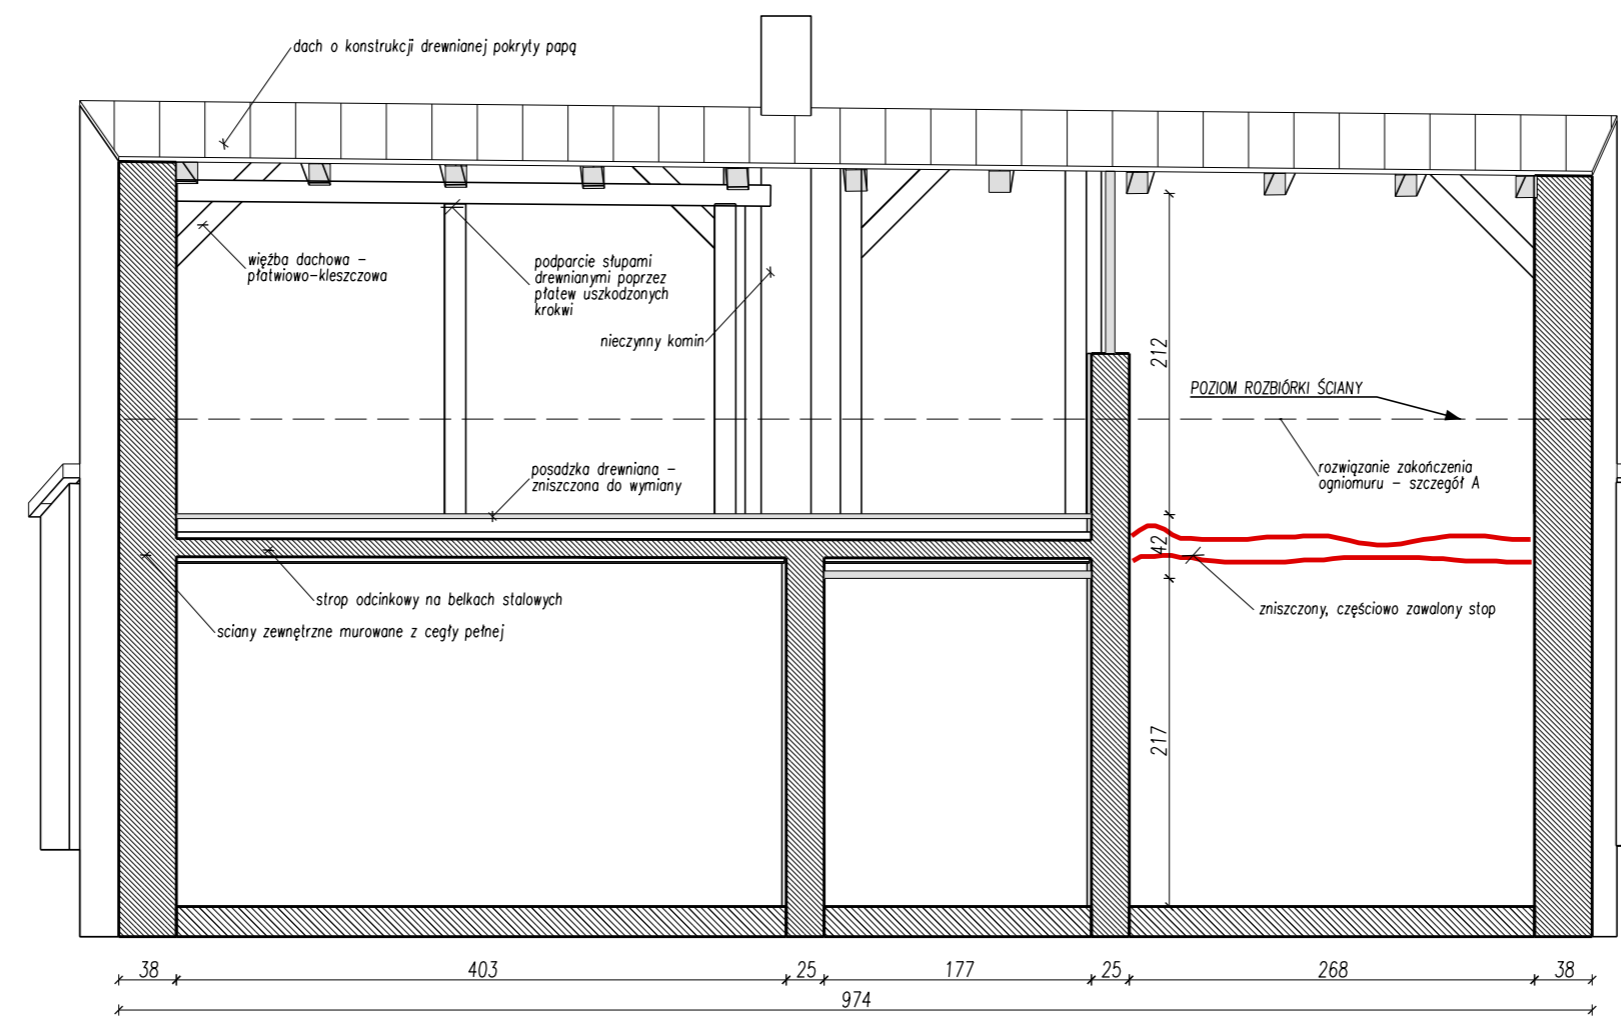 dach o konstrukcji drewnianej pokryty papą
więźba dachowa -
płatwiowo-kleszczowa
podparcie słupami
drewnianymi poprzez
płatew uszkodzonych
krokwi
nieczynny komin
212
POZIOM ROZBIÓRKI ŚCIANY
rozwiązanie zakończenia
ogniomuru - szczegół A
posadzka drewniana -
zniszczona do wymiany
42
strop odcinkowy na belkach stalowych
sciany zewnętrzne murowane z cegły pełnej
zniszczony, częściowo zawalony stop
217
38 403 25 177 25 268 38
974